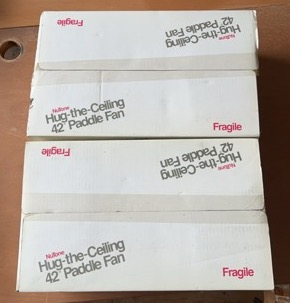 Fragile
NuTone
Hug-the-Ceiling
42" Paddle Fan
NuTone
Hug-the-Ceiling
42" Paddle Fan
Fragile
Fragile
NuTone
Hug-the-Ceiling
42" Paddle Fan
NuTone
Hug-the-Ceiling
42" Paddle Fan
Fragile